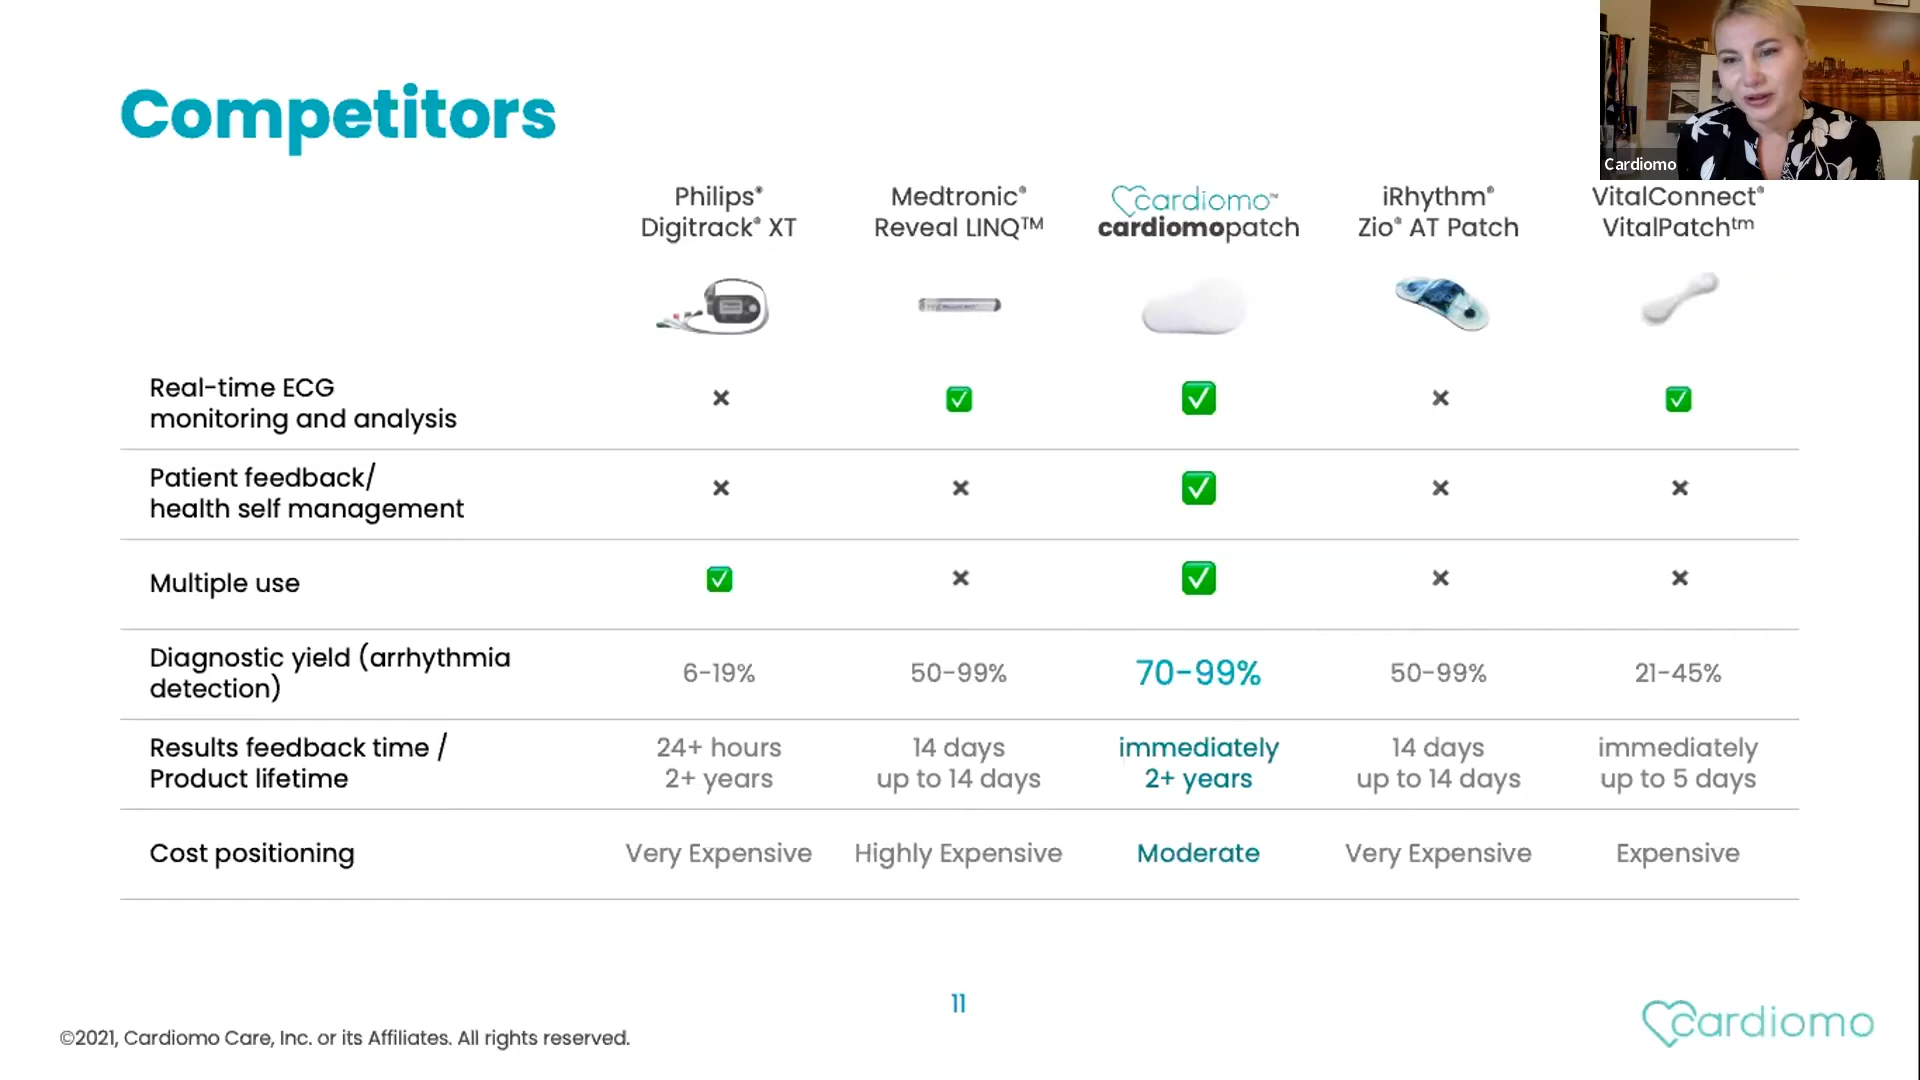 Competitors
Cardiomo
Philips®
Digitrack® XT
Medtronic®
Reveal LINQ™
cardiomo™
cardiomopatch
iRhythm®
Zio® AT Patch
VitalConnect®
VitalPatch™
Real-time ECG
monitoring and analysis
Patient feedback/
health self management
Multiple use
Diagnostic yield (arrhythmia
detection)
6-19%
50-99%
70-99%
50-99%
21-45%
Results feedback time /
Product lifetime
24+ hours
2+ years
14 days
up to 14 days
immediately
2+ years
14 days
up to 14 days
immediately
up to 5 days
Cost positioning
Very Expensive
Highly Expensive
Moderate
Very Expensive
Expensive
11
©2021, Cardiomo Care, Inc. or its Affiliates. All rights reserved.
cardiomo